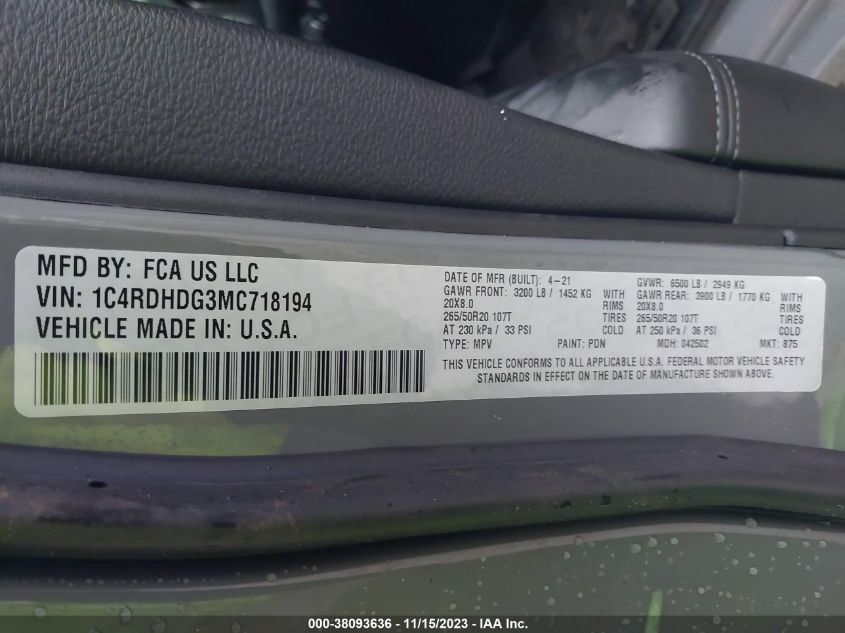 MFD BY: FCA US LLC
VIN: 1C4RDHDG3MC718194
VEHICLE MADE IN: U.S.A.
DATE OF MFR (BUILT): 4-21 GVWR: 6500 LB / 2949 KG
GAWR FRONT: 3200 LB / 1452 KG WITH GAWR REAR: 3900 LB / 1770 KG WITH
20X8.0 RIMS 20X8.0 RIMS
265/50R20 107T TIRES 265/50R20 107T TIRES
AT 230 kPa / 33 PSI COLD AT 250 kPa / 36 PSI COLD
TYPE: MPV PAINT: PDN MDH: 042502 MKT: 875
THIS VEHICLE CONFORMS TO ALL APPLICABLE U.S.A. FEDERAL MOTOR VEHICLE SAFETY
STANDARDS IN EFFECT ON THE DATE OF MANUFACTURE SHOWN ABOVE.
000-38093636 - 11/15/2023 - IAA Inc.